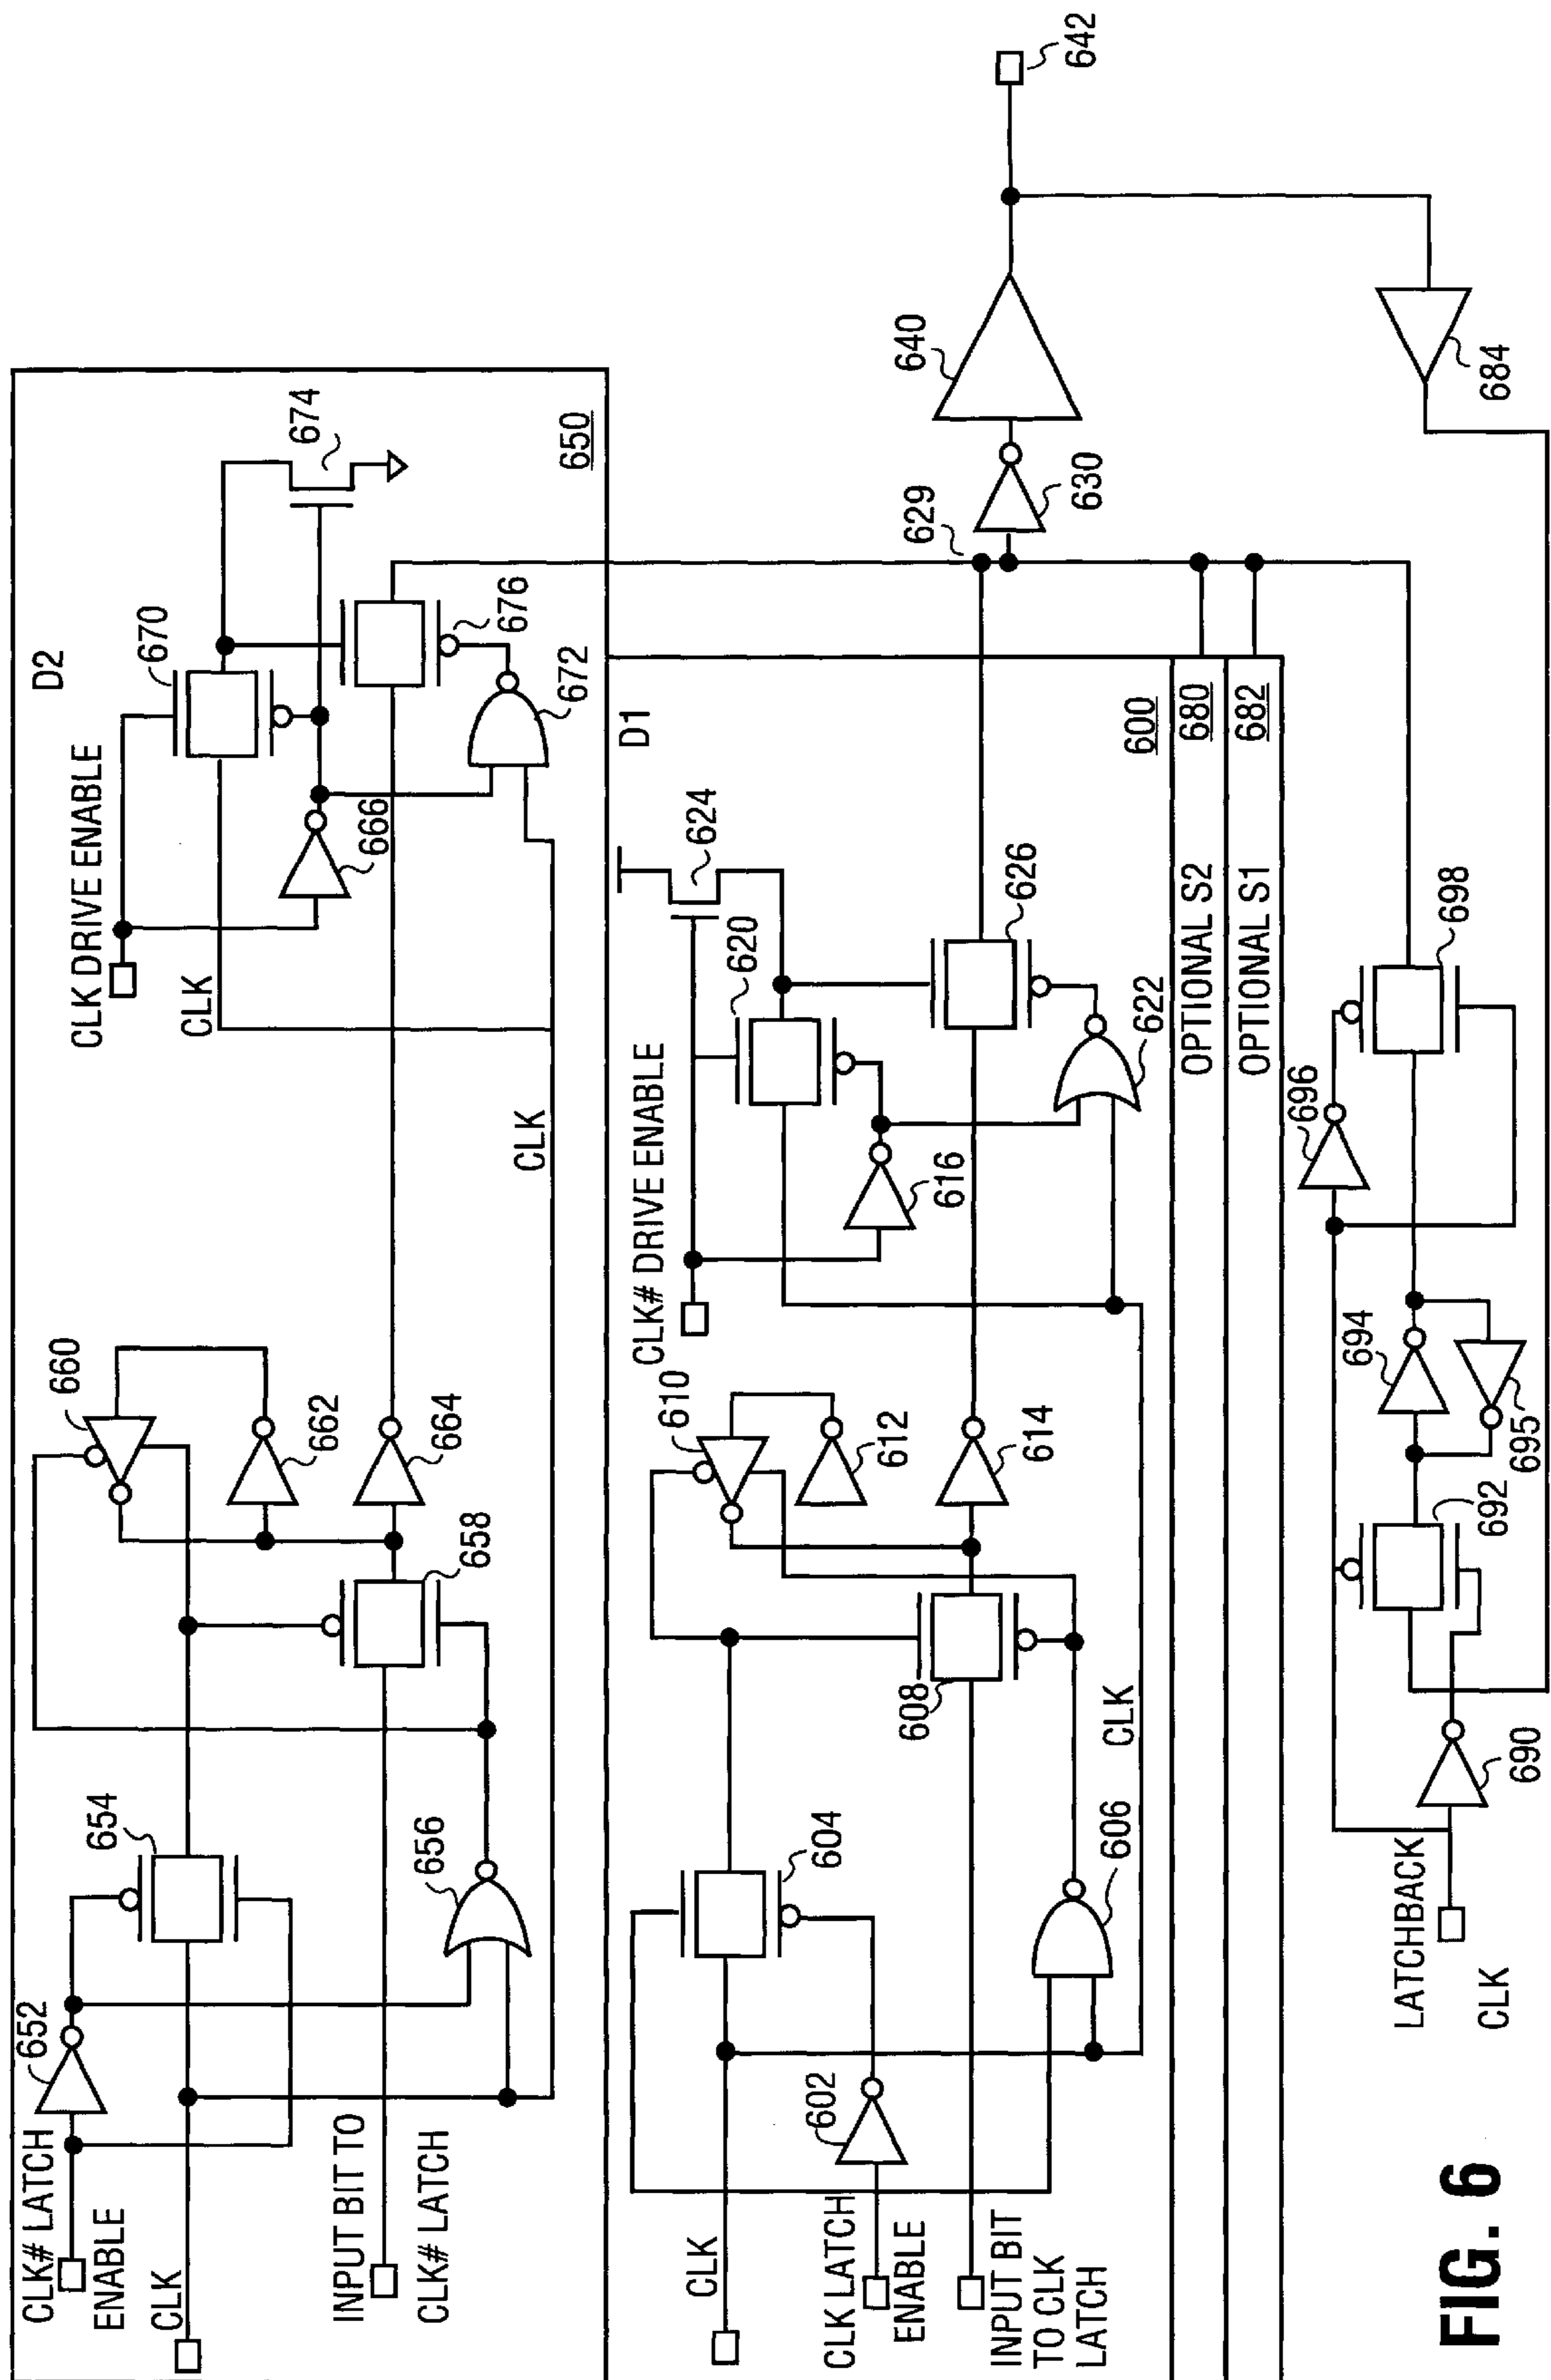 D2
CLK DRIVE ENABLE
670
674
650
CLK
666
676
672
CLK
660
662
664
658
654
656
CLK# LATCH
ENABLE
652
CLK
INPUT BIT TO
CLK# LATCH
D1
CLK# DRIVE ENABLE
620
624
626
616
622
600
610
612
614
608
CLK
604
606
CLK
CLK LATCH
ENABLE
602
INPUT BIT
TO CLK
LATCH
OPTIONAL S2
680
OPTIONAL S1
682
629
630
640
642
684
LATCHBACK
CLK
690
692
694
695
696
698
FIG. 6